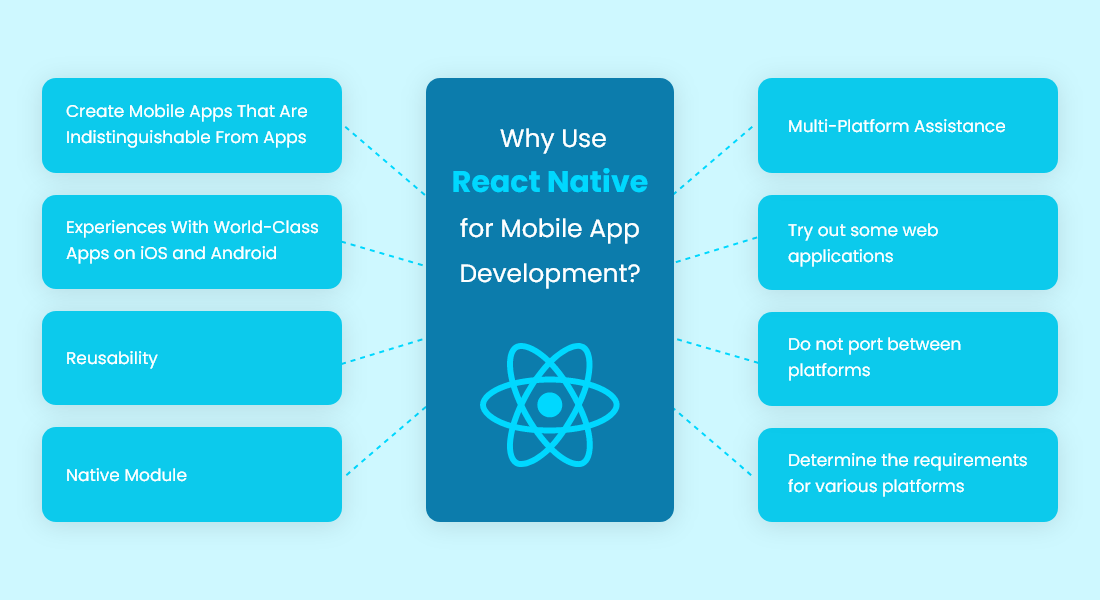 Create Mobile Apps That Are
Indistinguishable From Apps
Experiences With World-Class
Apps on iOS and Android
Reusability
Native Module
Why Use
React Native
for Mobile App
Development?
Multi-Platform Assistance
Try out some web
applications
Do not port between
platforms
Determine the requirements
for various platforms